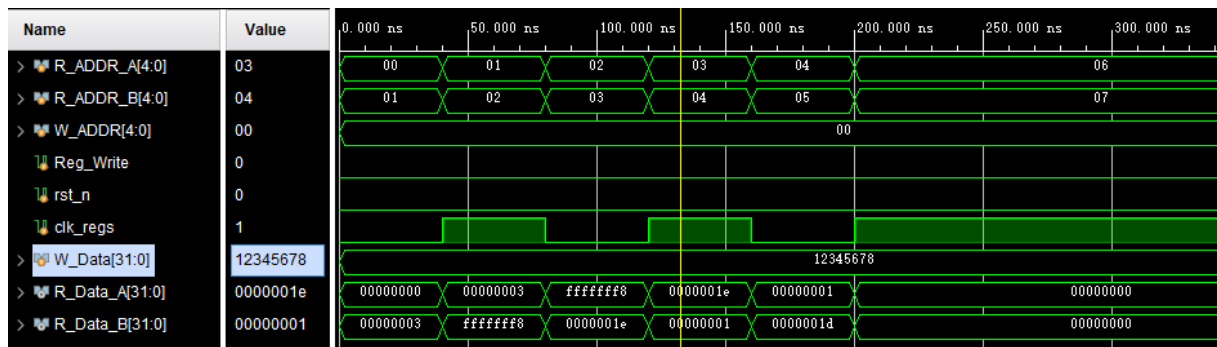 Name Value 0.000 ns 50.000 ns 100.000 ns 150.000 ns 200.000 ns 250.000 ns 300.000 ns
> R_ADDR_A[4:0] 03 00 01 02 03 04 06
> R_ADDR_B[4:0] 04 01 02 03 04 05 07
> W_ADDR[4:0] 00 00
Reg_Write 0
rst_n 0
clk_regs 1
> W_Data[31:0] 12345678 12345678
> R_Data_A[31:0] 0000001e 00000000 00000003 fffffff8 0000001e 00000001 00000000
> R_Data_B[31:0] 00000001 00000003 fffffff8 0000001e 00000001 0000001d 00000000